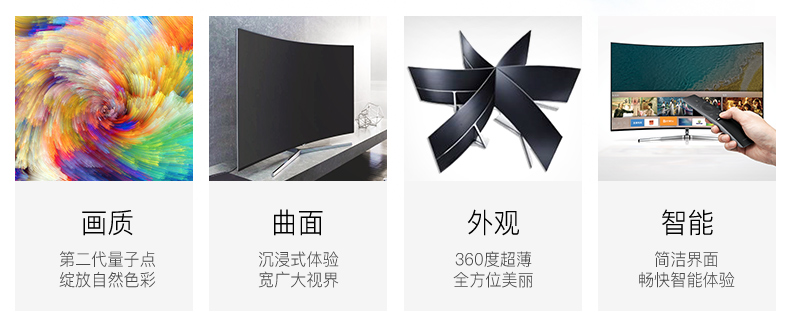 画质
第二代量子点
绽放自然色彩
曲面
沉浸式体验
宽广大视界
外观
360度超薄
全方位美丽
智能
简洁界面
畅快智能体验